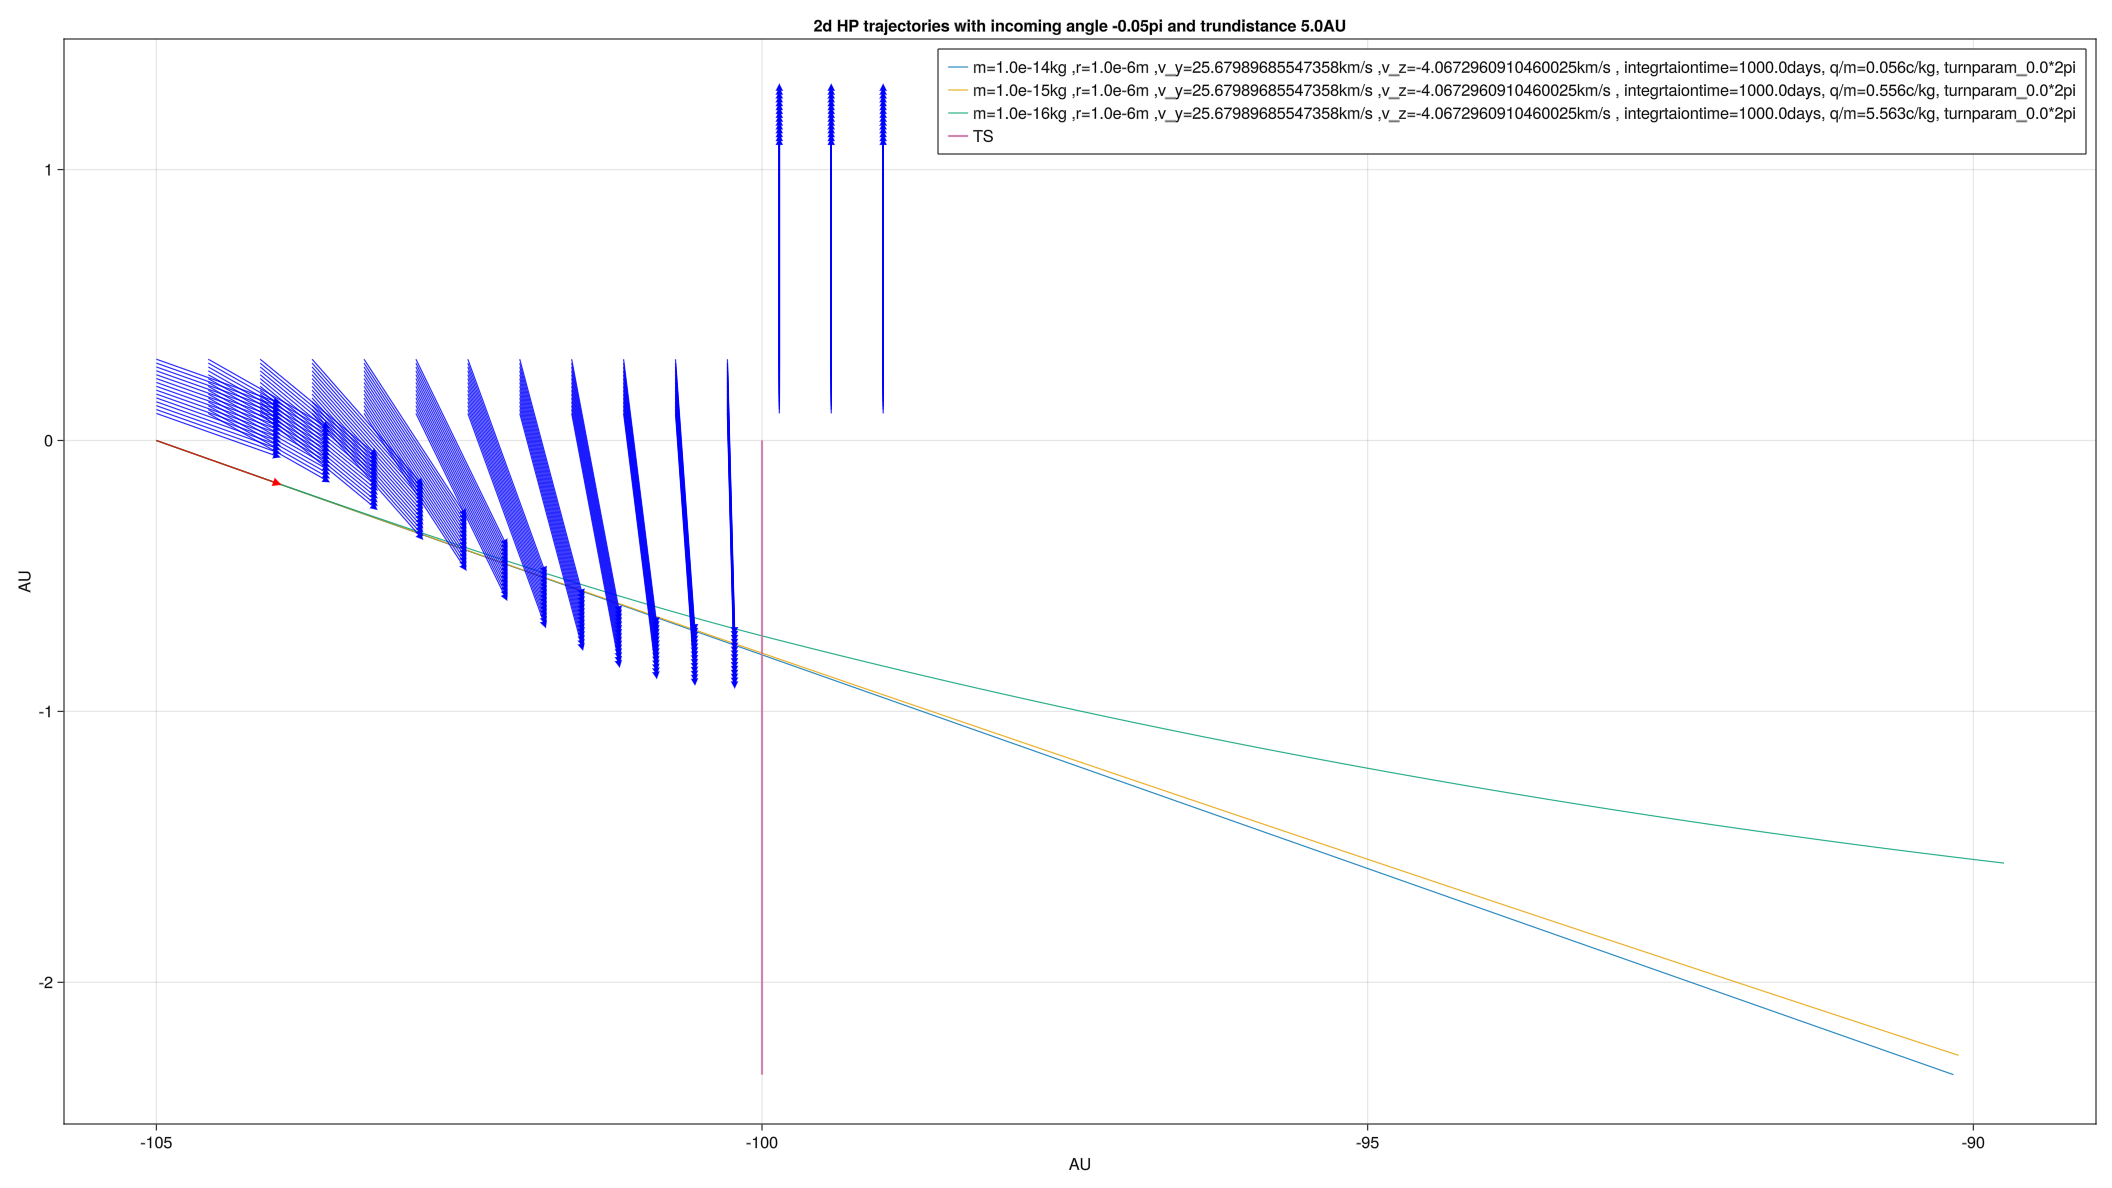 2d HP trajectories with incoming angle -0.05pi and trundistance 5.0AU
m=1.0e-14kg ,r=1.0e-6m ,v_y=25.67989685547358km/s ,v_z=-4.0672960910460025km/s , integrtaiontime=1000.0days, q/m=0.056c/kg, turnparam_0.0*2pi
m=1.0e-15kg ,r=1.0e-6m ,v_y=25.67989685547358km/s ,v_z=-4.0672960910460025km/s , integrtaiontime=1000.0days, q/m=0.556c/kg, turnparam_0.0*2pi
m=1.0e-16kg ,r=1.0e-6m ,v_y=25.67989685547358km/s ,v_z=-4.0672960910460025km/s , integrtaiontime=1000.0days, q/m=5.563c/kg, turnparam_0.0*2pi
TS
1
0
-1
-2
AU
-105
-100
-95
-90
AU